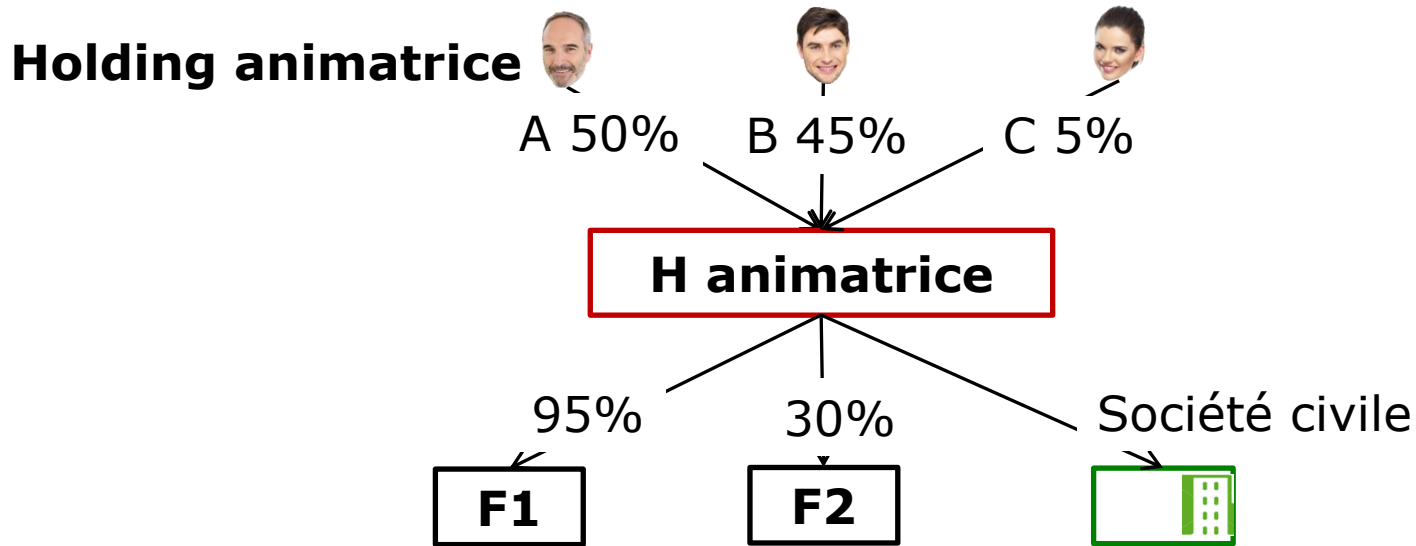 Holding animatrice
A 50%
B 45%
C 5%
H animatrice
95%
30%
Société civile
F1
F2